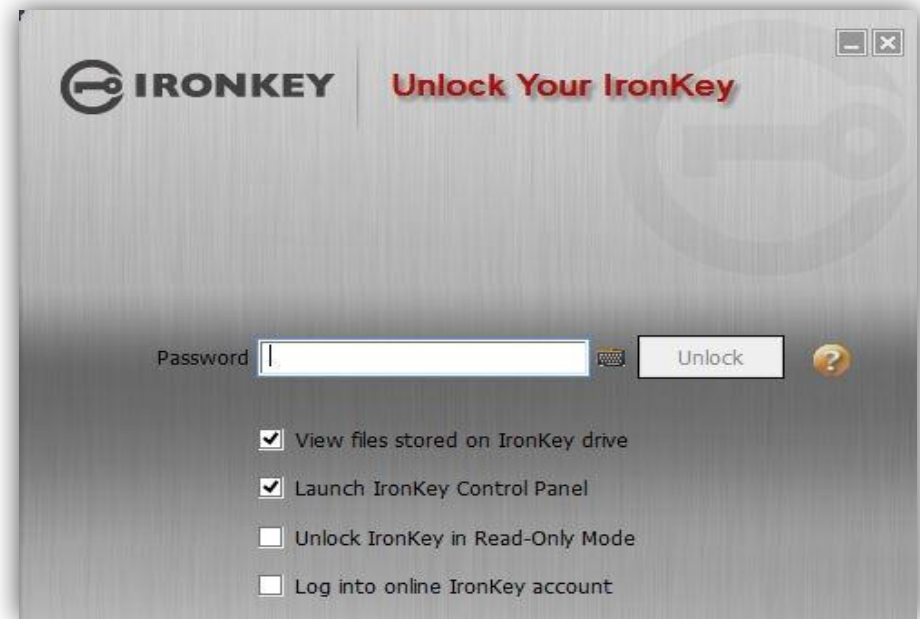 IRONKEY
Unlock Your IronKey
Password
Unlock
?
View files stored on IronKey drive
Launch IronKey Control Panel
Unlock IronKey in Read-Only Mode
Log into online IronKey account